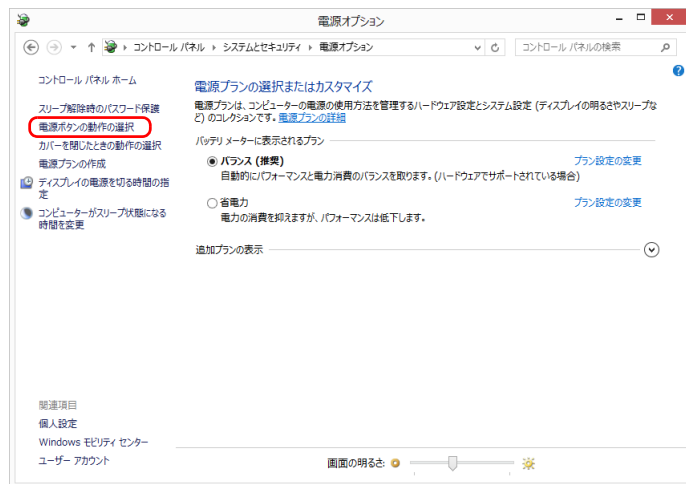 電源オプション
コントロール パネル システムとセキュリティ 電源オプション
コントロール パネルの検索
コントロール パネル ホーム
スリープ解除時のパスワード保護
電源ボタンの動作の選択
カバーを閉じたときの動作の選択
電源プランの作成
ディスプレイの電源を切る時間の指
定
コンピューターがスリープ状態になる
時間を変更
電源プランの選択またはカスタマイズ
電源プランは、コンピューターの電源の使用方法を管理するハードウェア設定とシステム設定 (ディスプレイの明るさやスリープな
ど) のコレクションです。電源プランの詳細
バッテリ メーターに表示されるプラン
バランス (推奨) プラン設定の変更
自動的にパフォーマンスと電力消費のバランスを取ります。(ハードウェアでサポートされている場合)
省電力 プラン設定の変更
電力の消費を抑えますが、パフォーマンスは低下します。
追加プランの表示
関連項目
個人設定
Windows モビリティ センター
ユーザー アカウント
画面の明るさ: